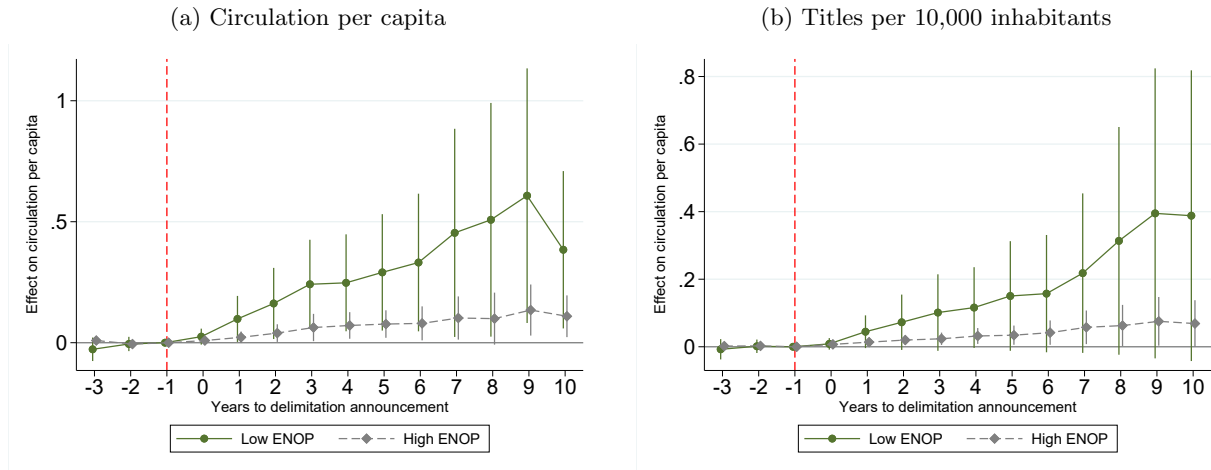 (a) Circulation per capita
Effect on circulation per capita
1
.5
0
-3 -2 -1 0 1 2 3 4 5 6 7 8 9 10
Years to delimitation announcement
Low ENOP High ENOP
(b) Titles per 10,000 inhabitants
Effect on circulation per capita
.8
.6
.4
.2
0
-3 -2 -1 0 1 2 3 4 5 6 7 8 9 10
Years to delimitation announcement
Low ENOP High ENOP